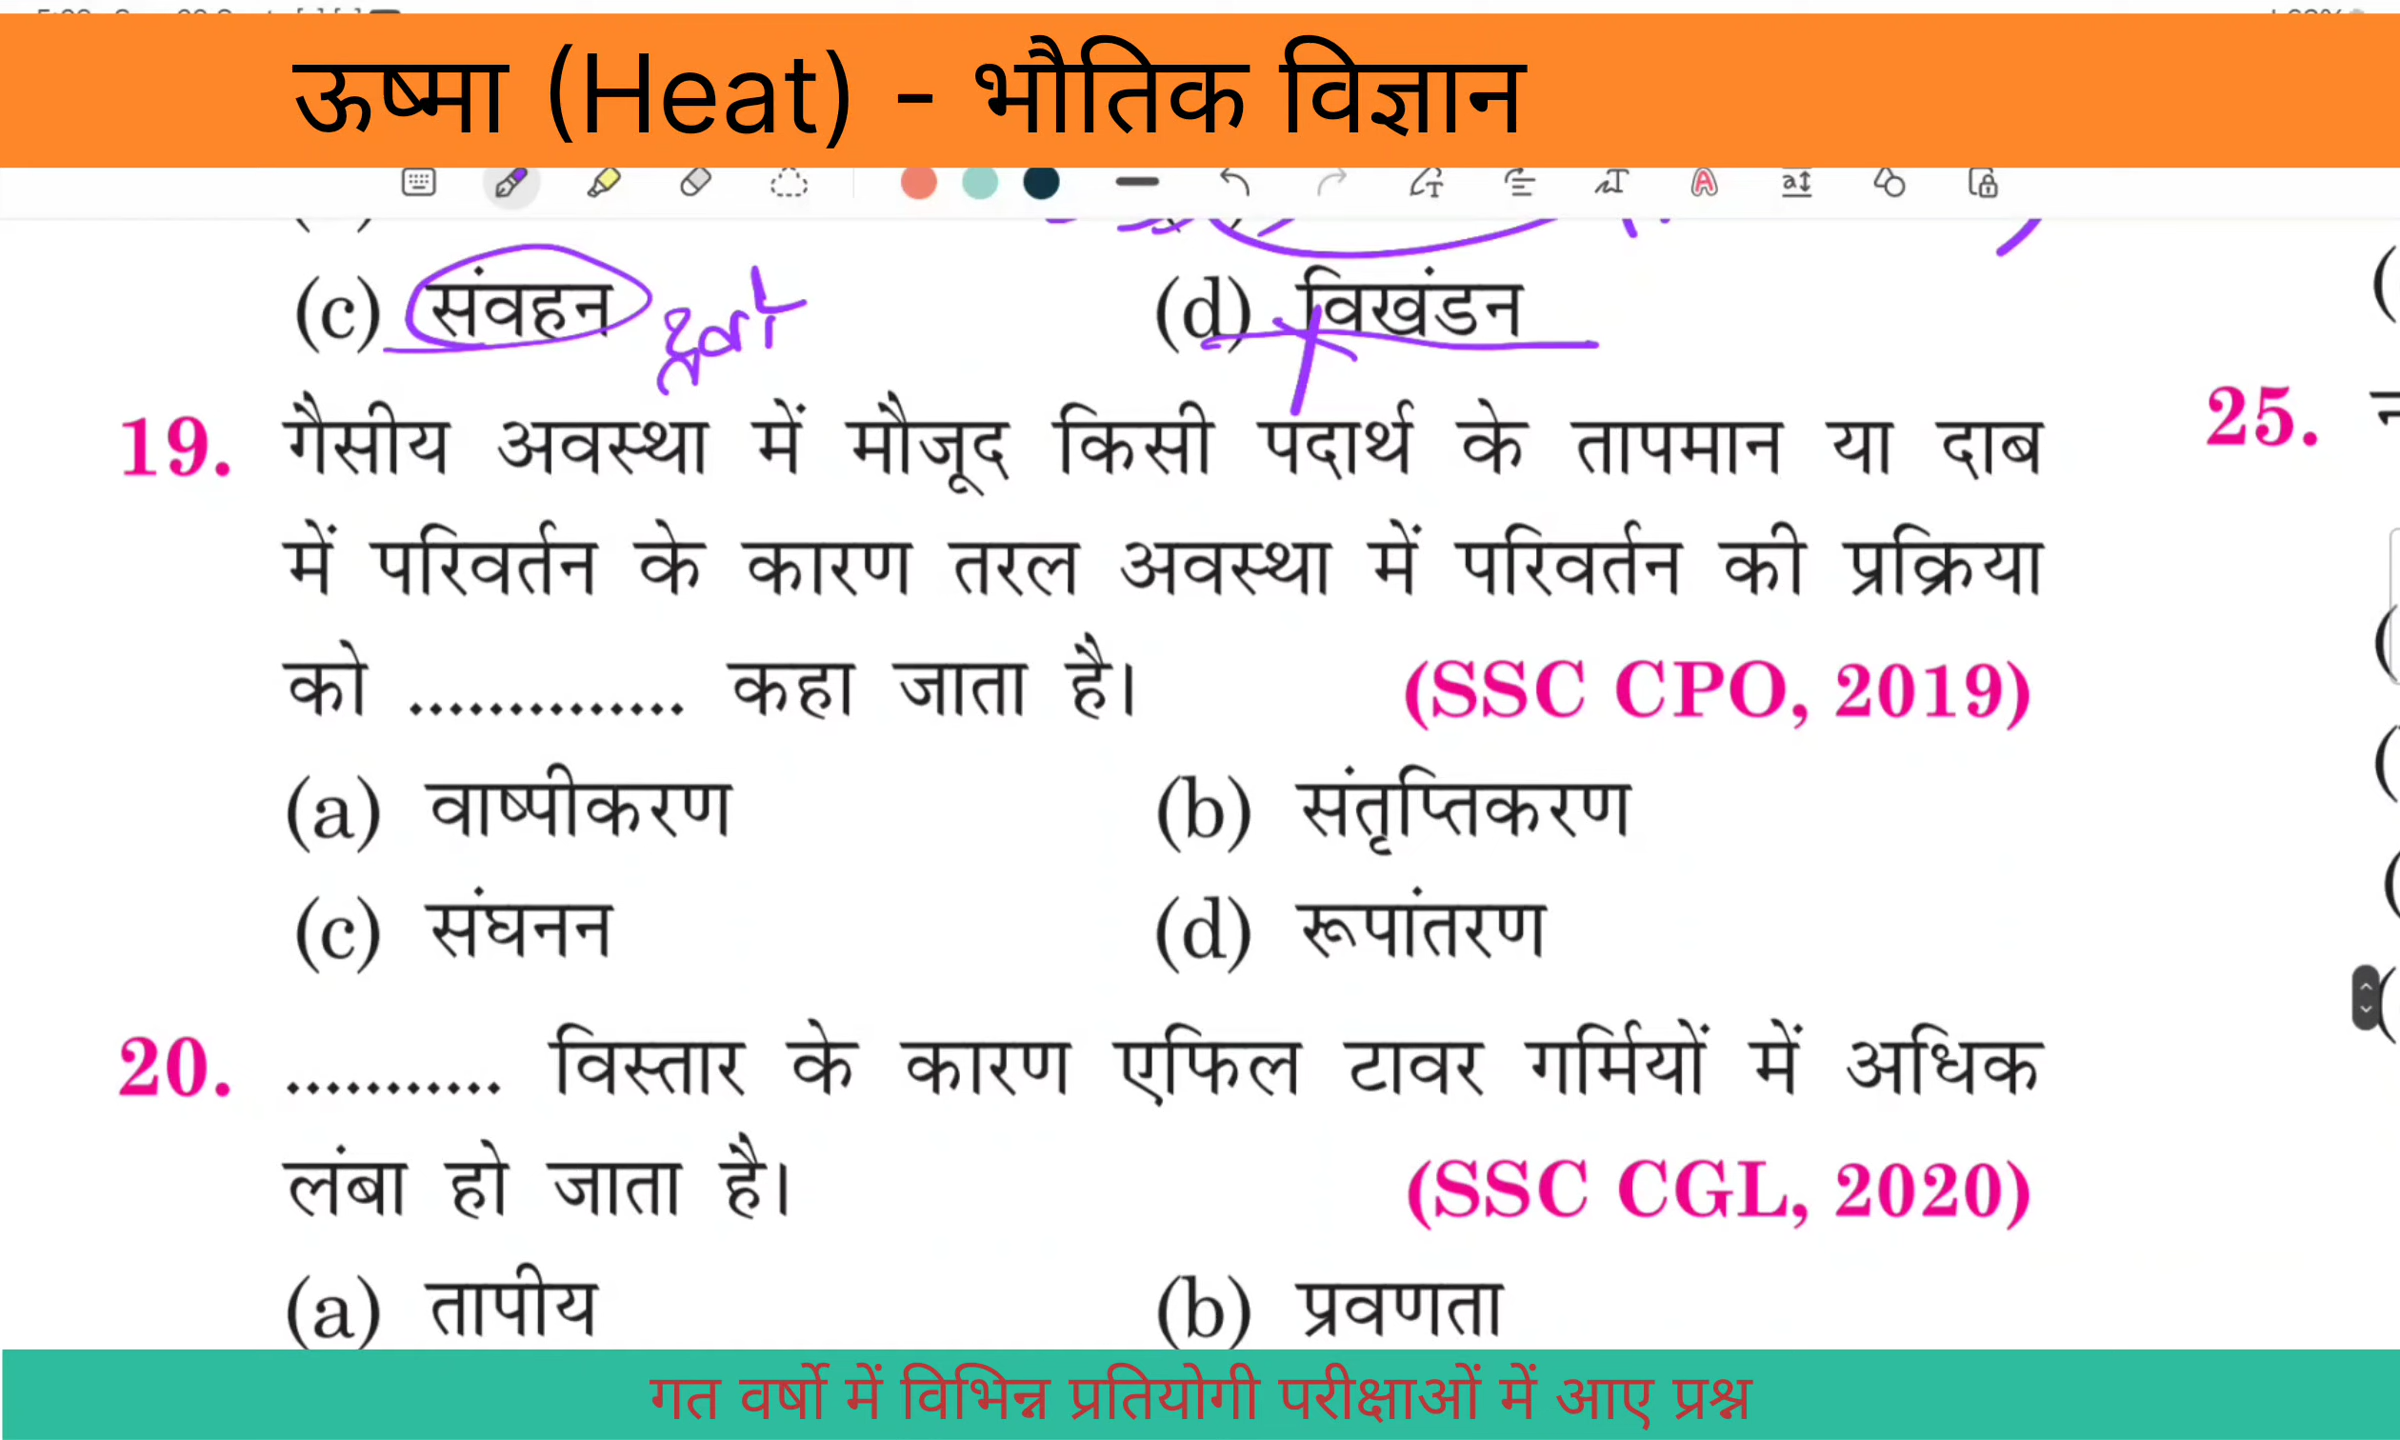 ऊष्मा (Heat) - भौतिक विज्ञान
(c) संवहन
(d) विखंडन
19. गैसीय अवस्था में मौजूद किसी पदार्थ के तापमान या दाब
में परिवर्तन के कारण तरल अवस्था में परिवर्तन की प्रक्रिया
को .............. कहा जाता है। (SSC CPO, 2019)
(a) वाष्पीकरण (b) संतृप्तिकरण
(c) संघनन (d) रूपांतरण
20. ........... विस्तार के कारण एफिल टावर गर्मियों में अधिक
लंबा हो जाता है। (SSC CGL, 2020)
(a) तापीय (b) प्रवणता
25.
गत वर्षो में विभिन्न प्रतियोगी परीक्षाओं में आए प्रश्न